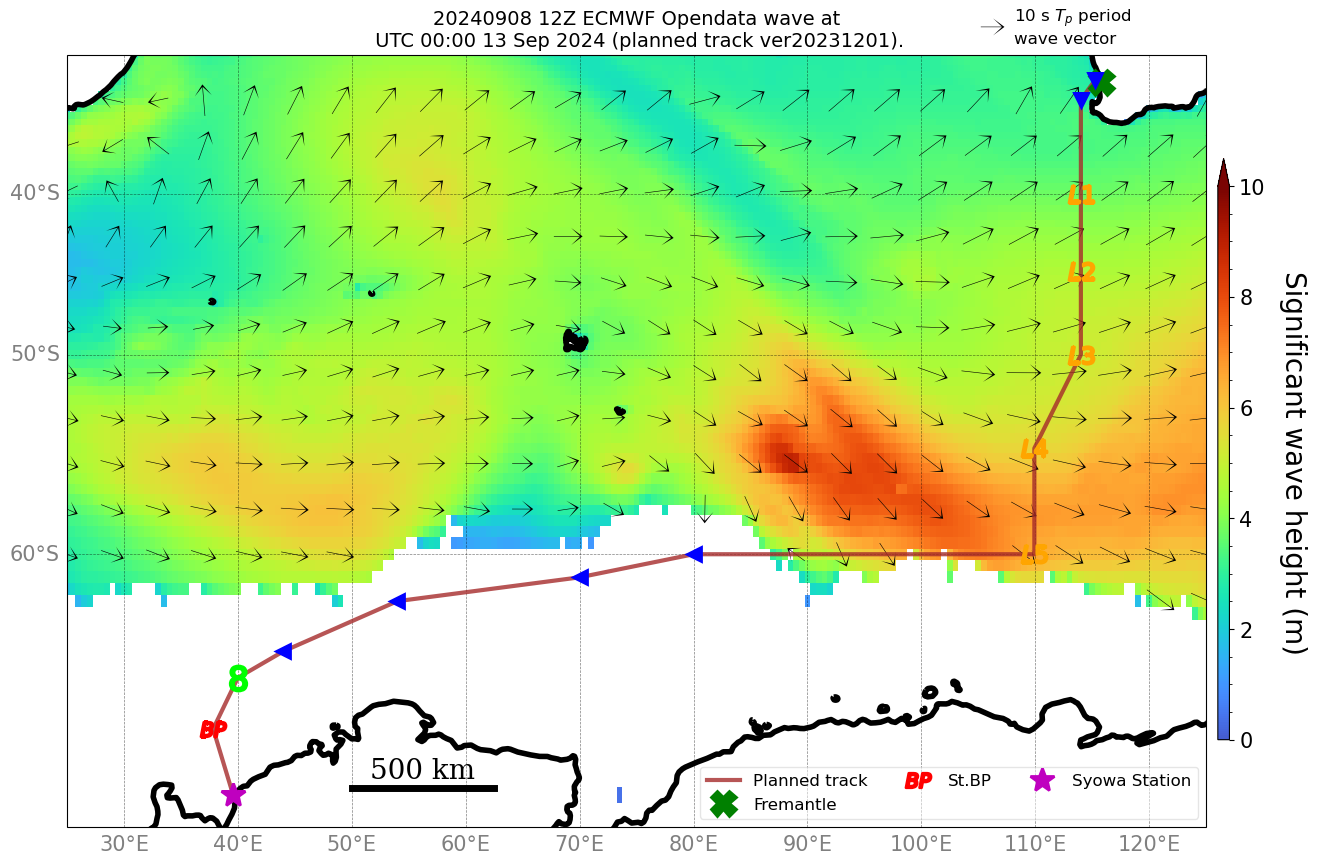 20240908 12Z ECMWF Opendata wave at
UTC 00:00 13 Sep 2024 (planned track ver20231201).
10 s Tp period
wave vector
40°S
50°S
60°S
L1
L2
L3
L4
L5
8
BP
500 km
Planned track
Fremantle
BP St.BP
Syowa Station
30°E 40°E 50°E 60°E 70°E 80°E 90°E 100°E 110°E 120°E
10
8
6
4
2
0
Significant wave height (m)